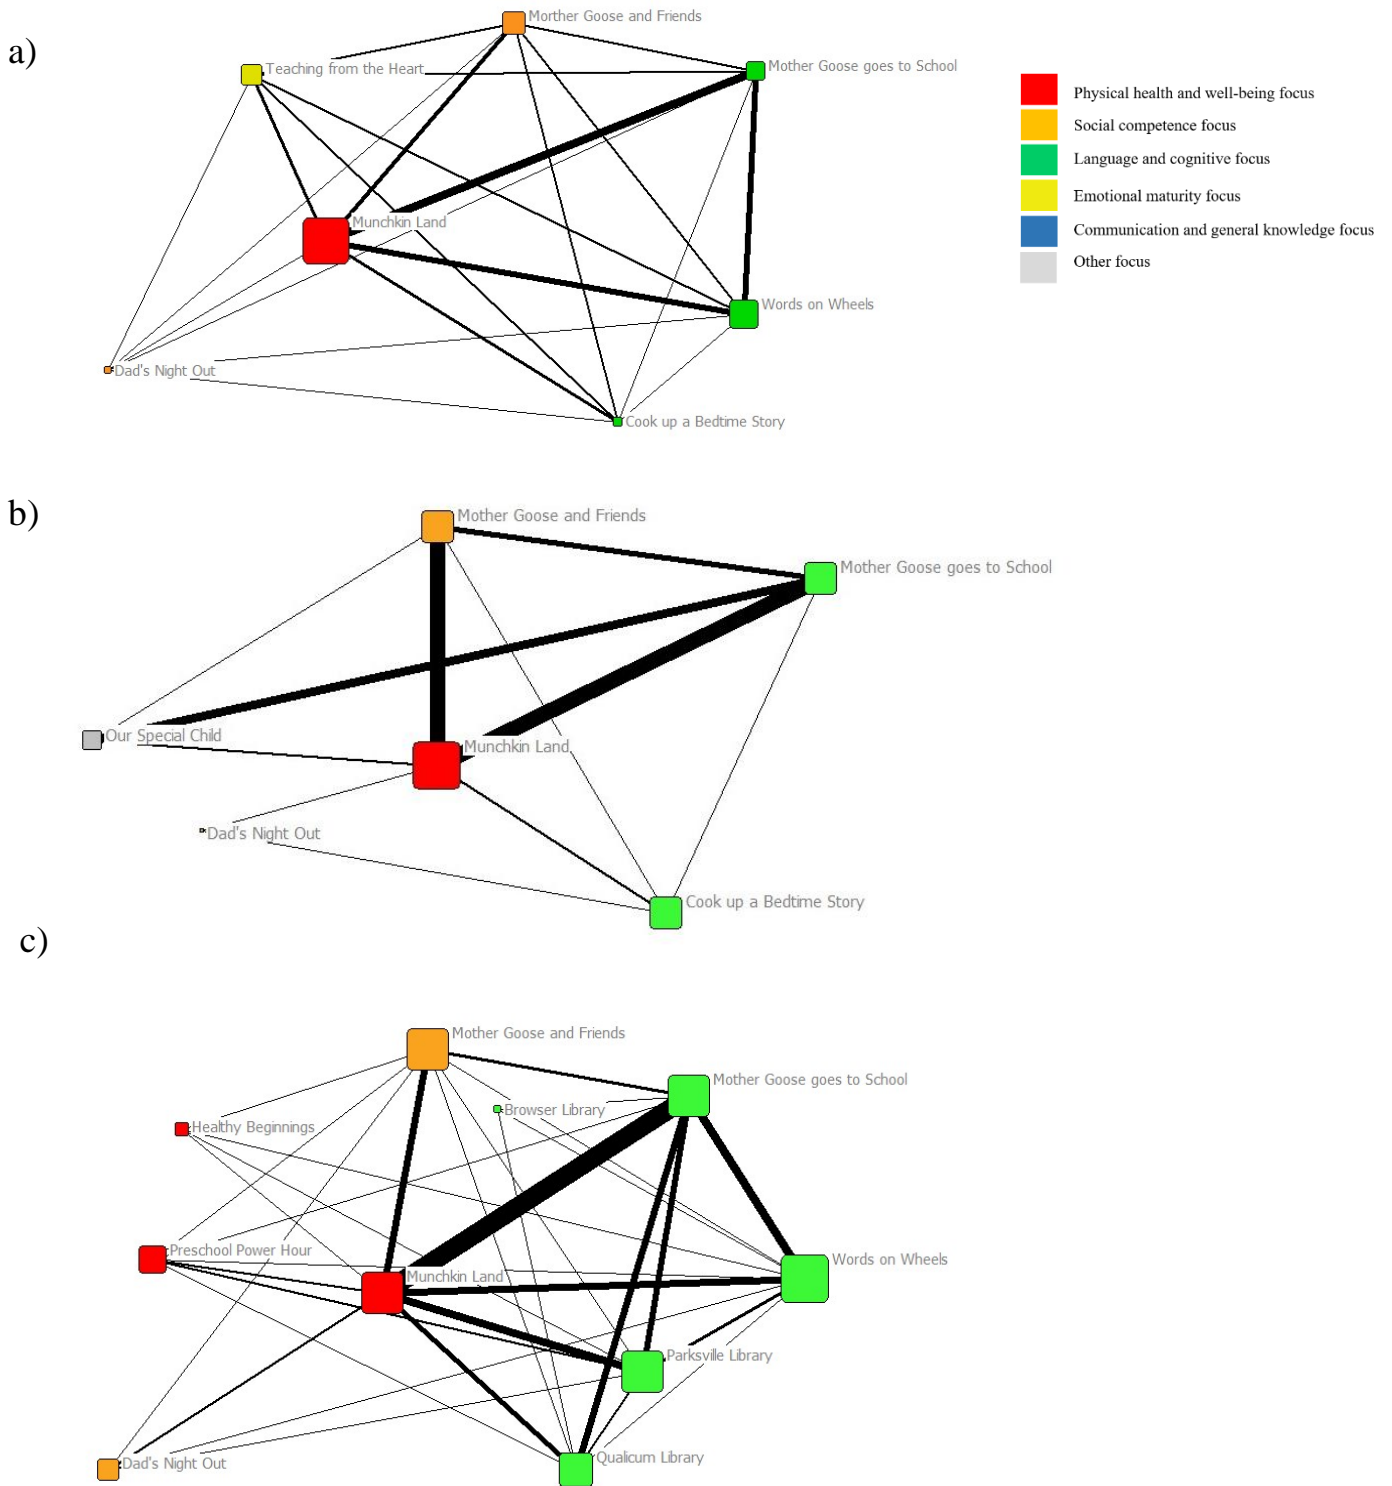 a)
Morther Goose and Friends
Teaching from the Heart
Mother Goose goes to School
Munchkin Land
Words on Wheels
Dad's Night Out
Cook up a Bedtime Story
Physical health and well-being focus
Social competence focus
Language and cognitive focus
Emotional maturity focus
Communication and general knowledge focus
Other focus
b)
Mother Goose and Friends
Mother Goose goes to School
Our Special Child
Munchkin Land
Dad's Night Out
Cook up a Bedtime Story
c)
Mother Goose and Friends
Mother Goose goes to School
Browser Library
Healthy Beginnings
Preschool Power Hour
Munchkin Land
Words on Wheels
Parksville Library
Qualicum Library
Dad's Night Out